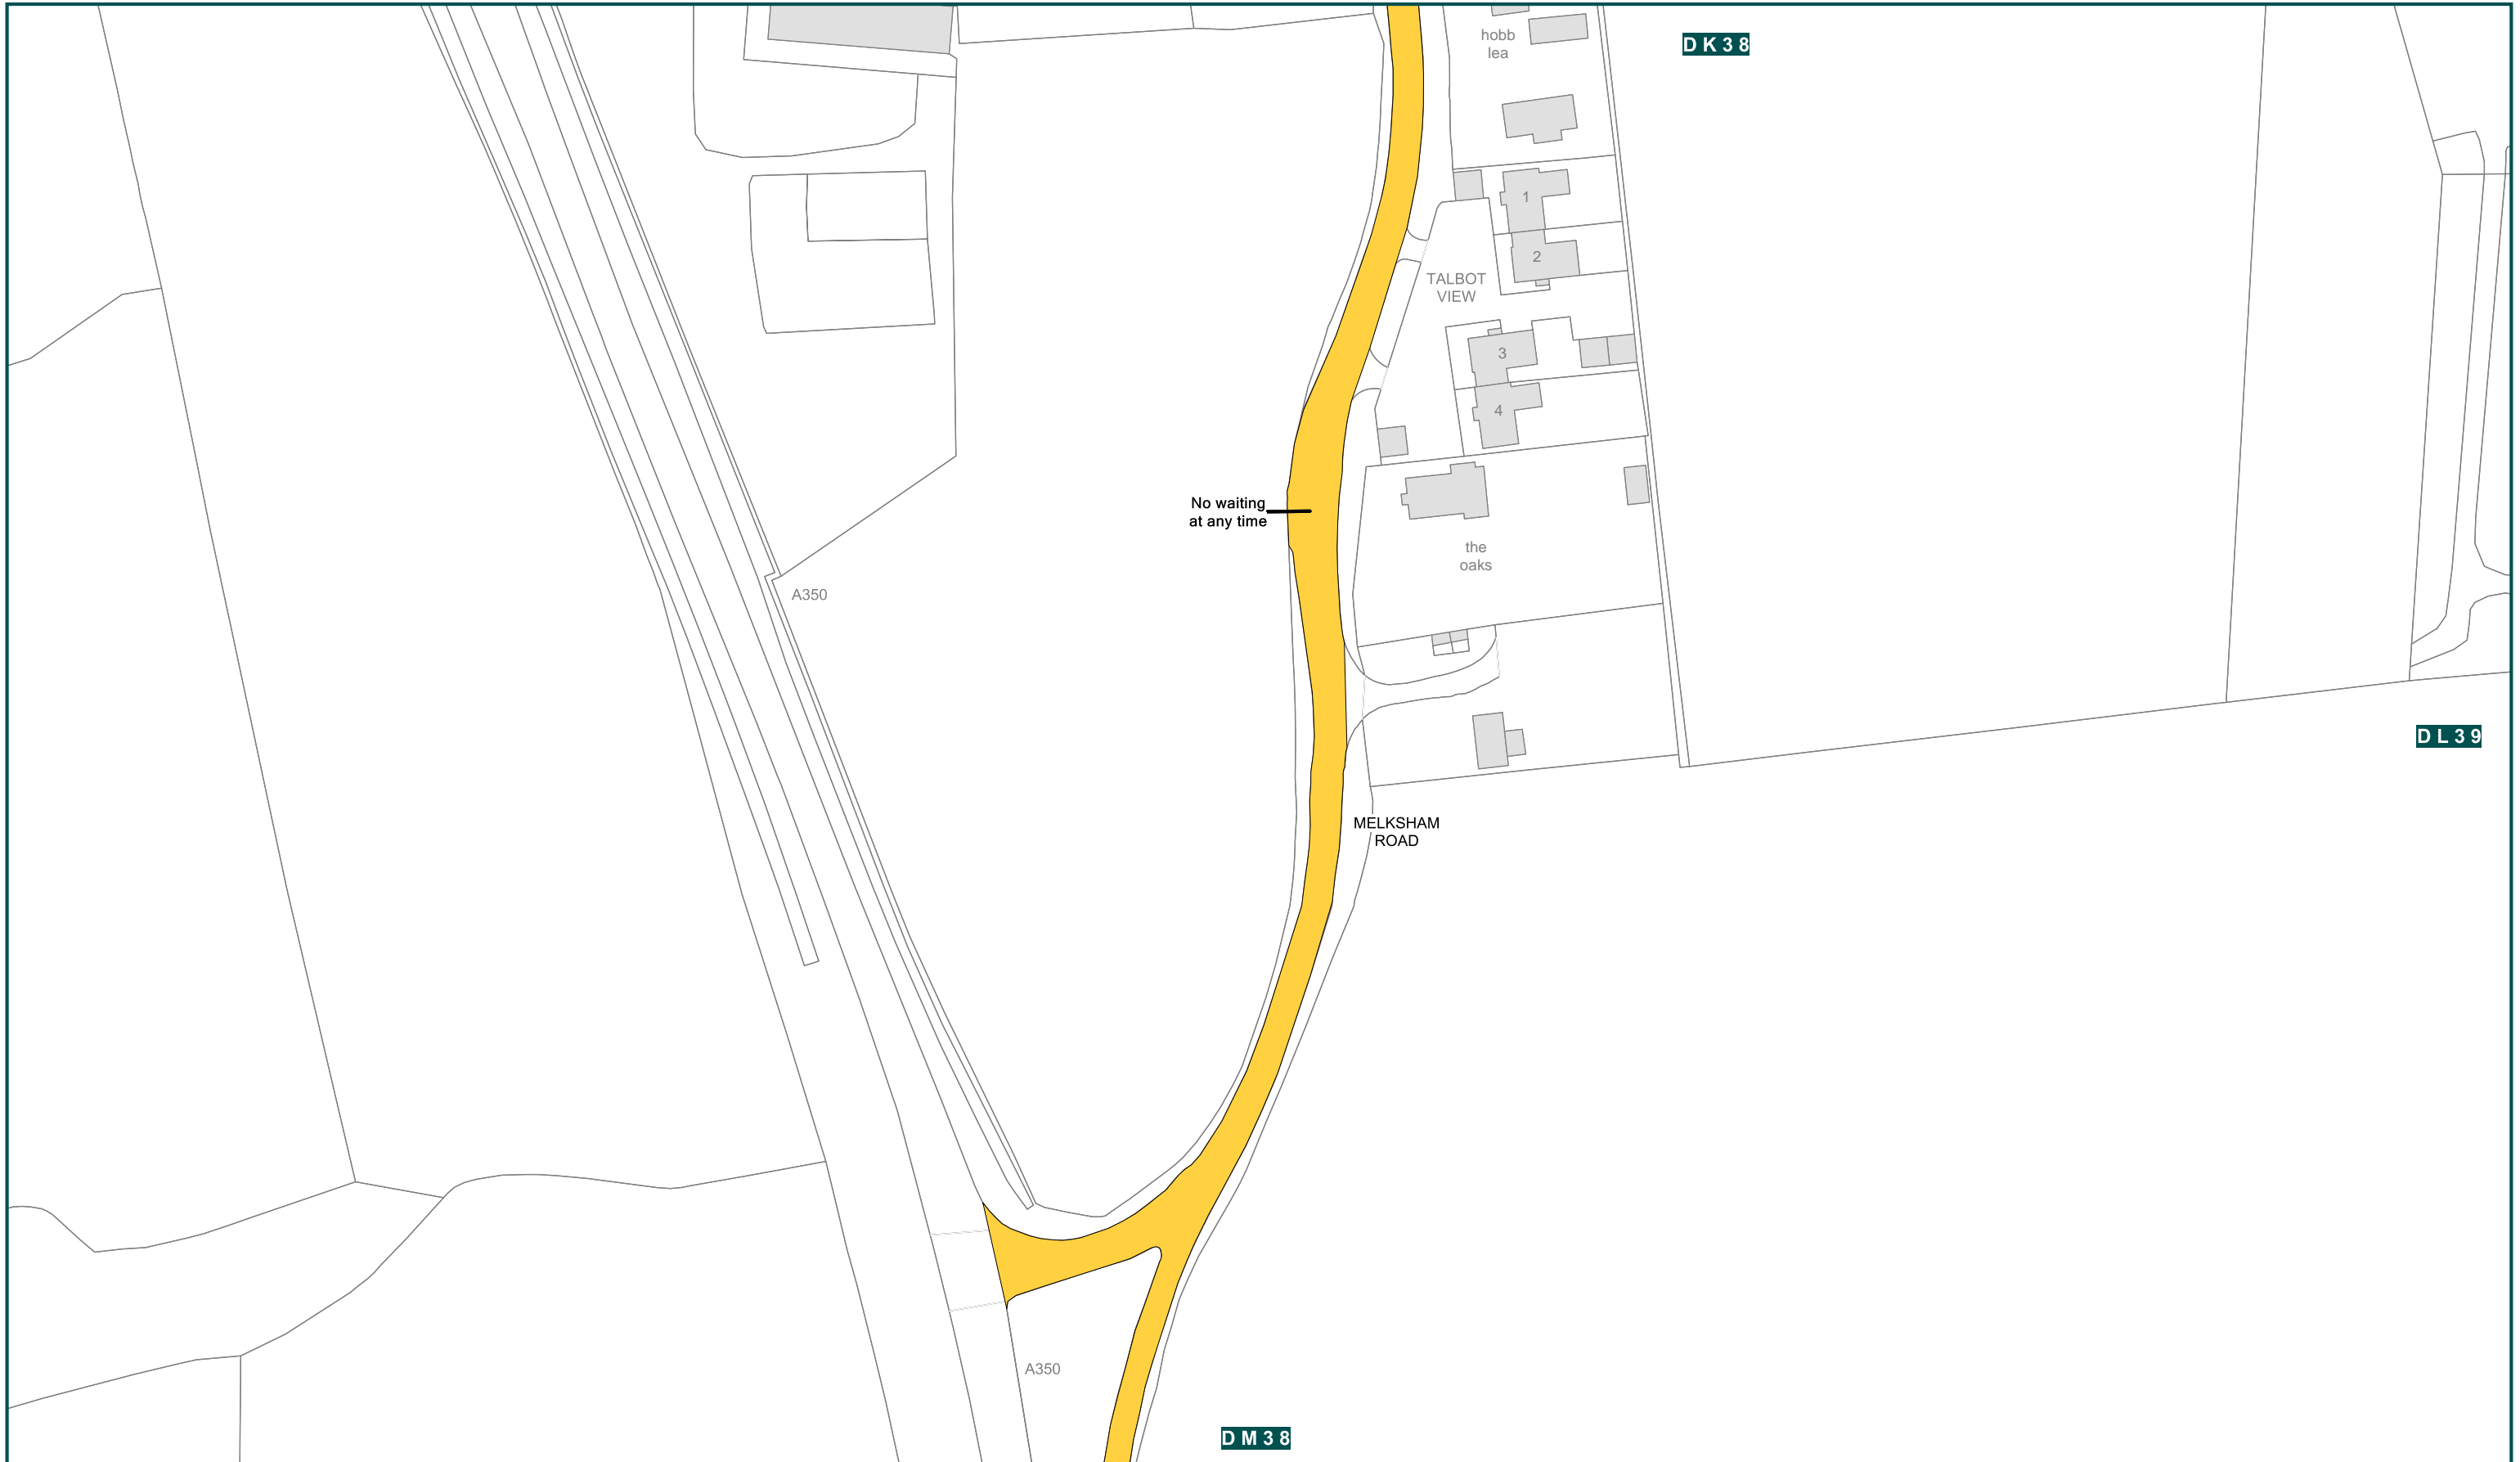 hobb
lea
DK38
1
2
TALBOT
VIEW
3
4
No waiting
at any time
the
oaks
A350
DL39
MELKSHAM
ROAD
A350
DM38